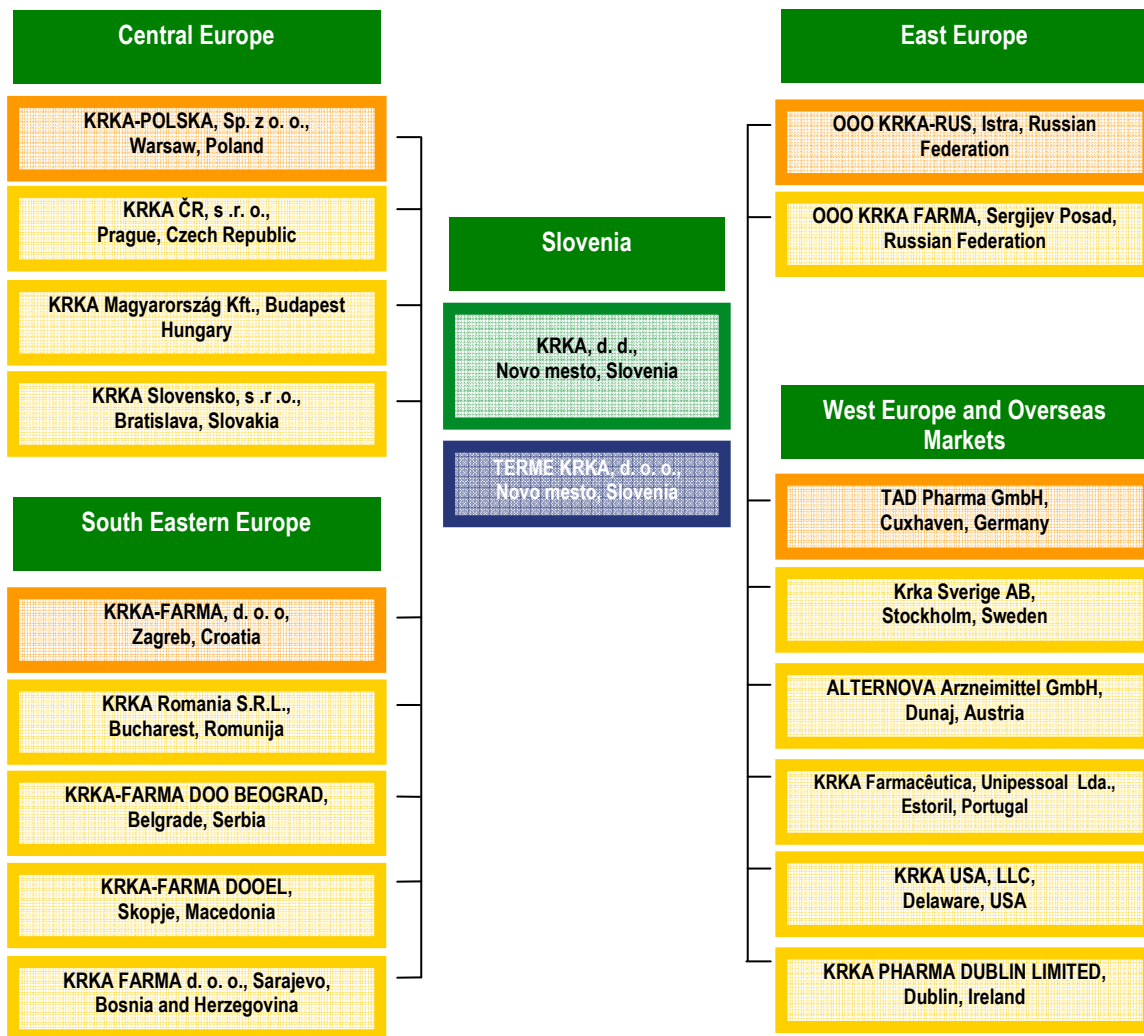 Central Europe
KRKA-POLSKA, Sp. z o. o.,
Warsaw, Poland
KRKA ČR, s .r. o.,
Prague, Czech Republic
KRKA Magyarország Kft., Budapest
Hungary
KRKA Slovensko, s .r .o.,
Bratislava, Slovakia
South Eastern Europe
KRKA-FARMA, d. o. o,
Zagreb, Croatia
KRKA Romania S.R.L.,
Bucharest, Romunija
KRKA-FARMA DOO BEOGRAD,
Belgrade, Serbia
KRKA-FARMA DOOEL,
Skopje, Macedonia
KRKA FARMA d. o. o., Sarajevo,
Bosnia and Herzegovina
Slovenia
KRKA, d. d.,
Novo mesto, Slovenia
TERME KRKA, d. o. o.,
Novo mesto, Slovenia
East Europe
OOO KRKA-RUS, Istra, Russian
Federation
OOO KRKA FARMA, Sergijev Posad,
Russian Federation
West Europe and Overseas
Markets
TAD Pharma GmbH,
Cuxhaven, Germany
Krka Sverige AB,
Stockholm, Sweden
ALTERNOVA Arzneimittel GmbH,
Dunaj, Austria
KRKA Farmacêutica, Unipessoal  Lda.,
Estoril, Portugal
KRKA USA, LLC,
Delaware, USA
KRKA PHARMA DUBLIN LIMITED,
Dublin, Ireland